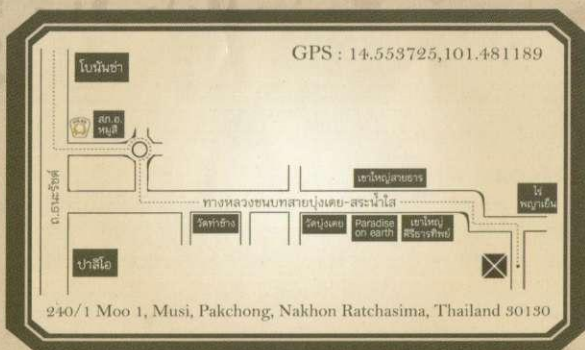 GPS : 14.553725,101.481189
โบนันซ่า
สภ.อ.
หมูสี
ถ.ธนะรัชต์
เขาใหญ่สายธาร
ไร่
พญาเย็น
ทางหลวงชนบทสายบุ่งเตย-สระน้ำใส
วัดท่าช้าง
วัดบุ่งเตย
Paradise
on earth
เขาใหญ่
คีรีธารทิพย์
ปาลิโอ
240/1 Moo 1, Musi, Pakchong, Nakhon Ratchasima, Thailand 30130